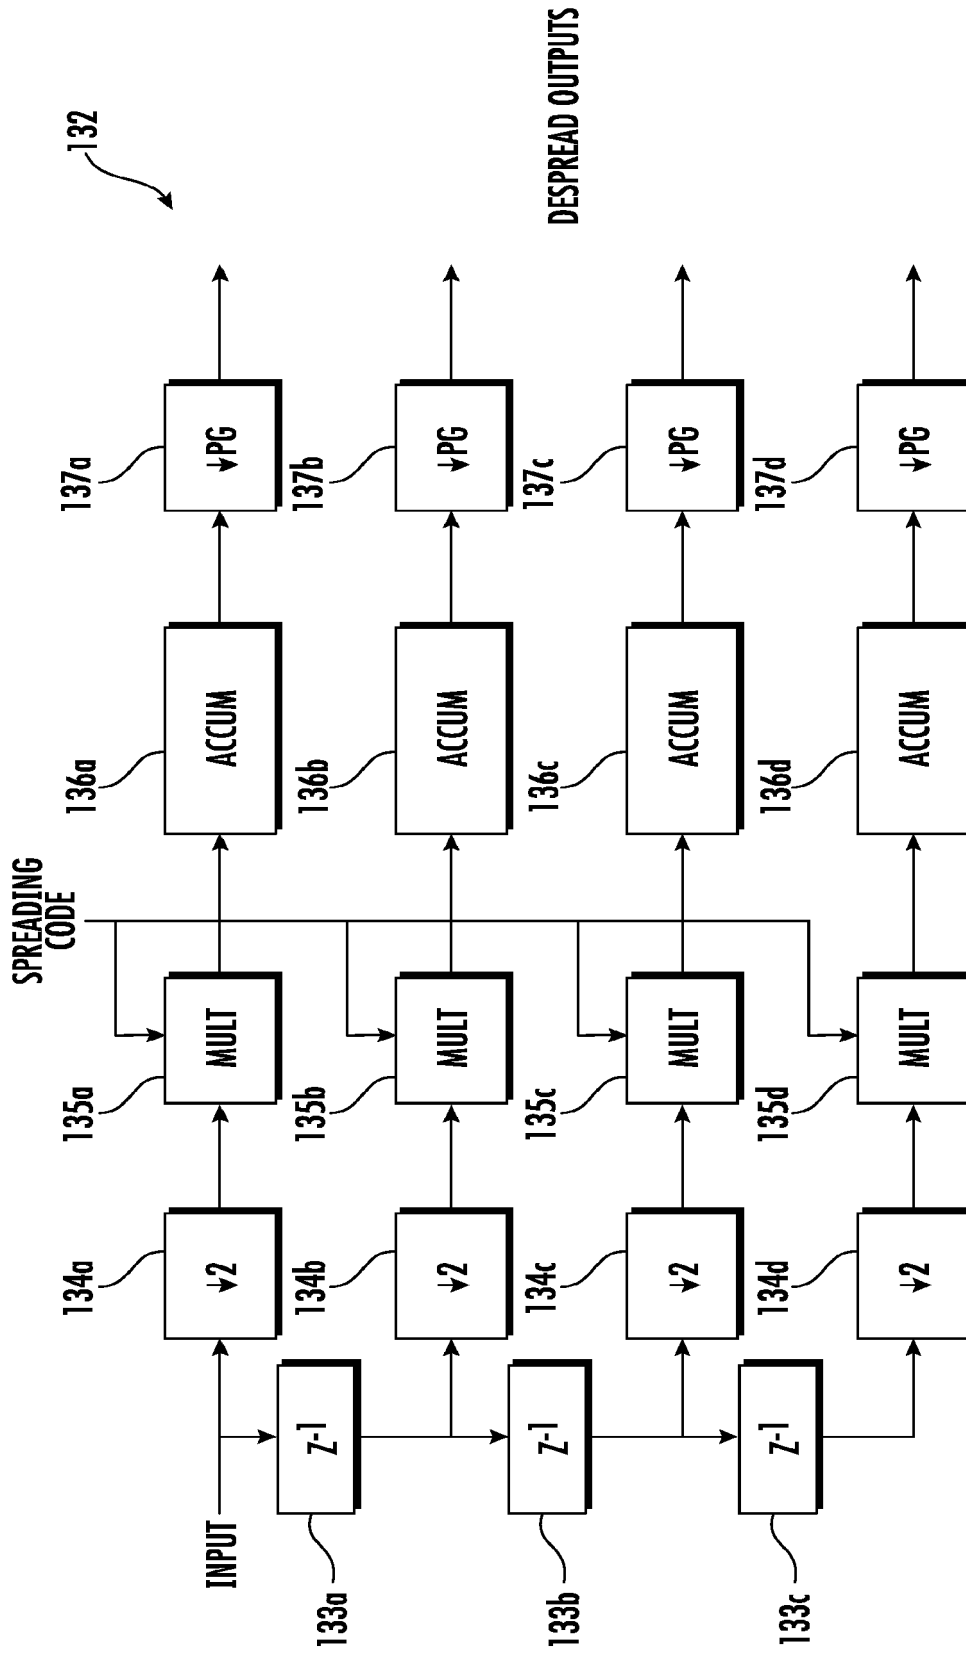 132
SPREADING
CODE
INPUT
134a
↓2
135a
MULT
136a
ACCUM
137a
↓PG
133a
Z-1
134b
↓2
135b
MULT
136b
ACCUM
137b
↓PG
133b
Z-1
134c
↓2
135c
MULT
136c
ACCUM
137c
↓PG
133c
Z-1
134d
↓2
135d
MULT
136d
ACCUM
137d
↓PG
DESPREAD OUTPUTS